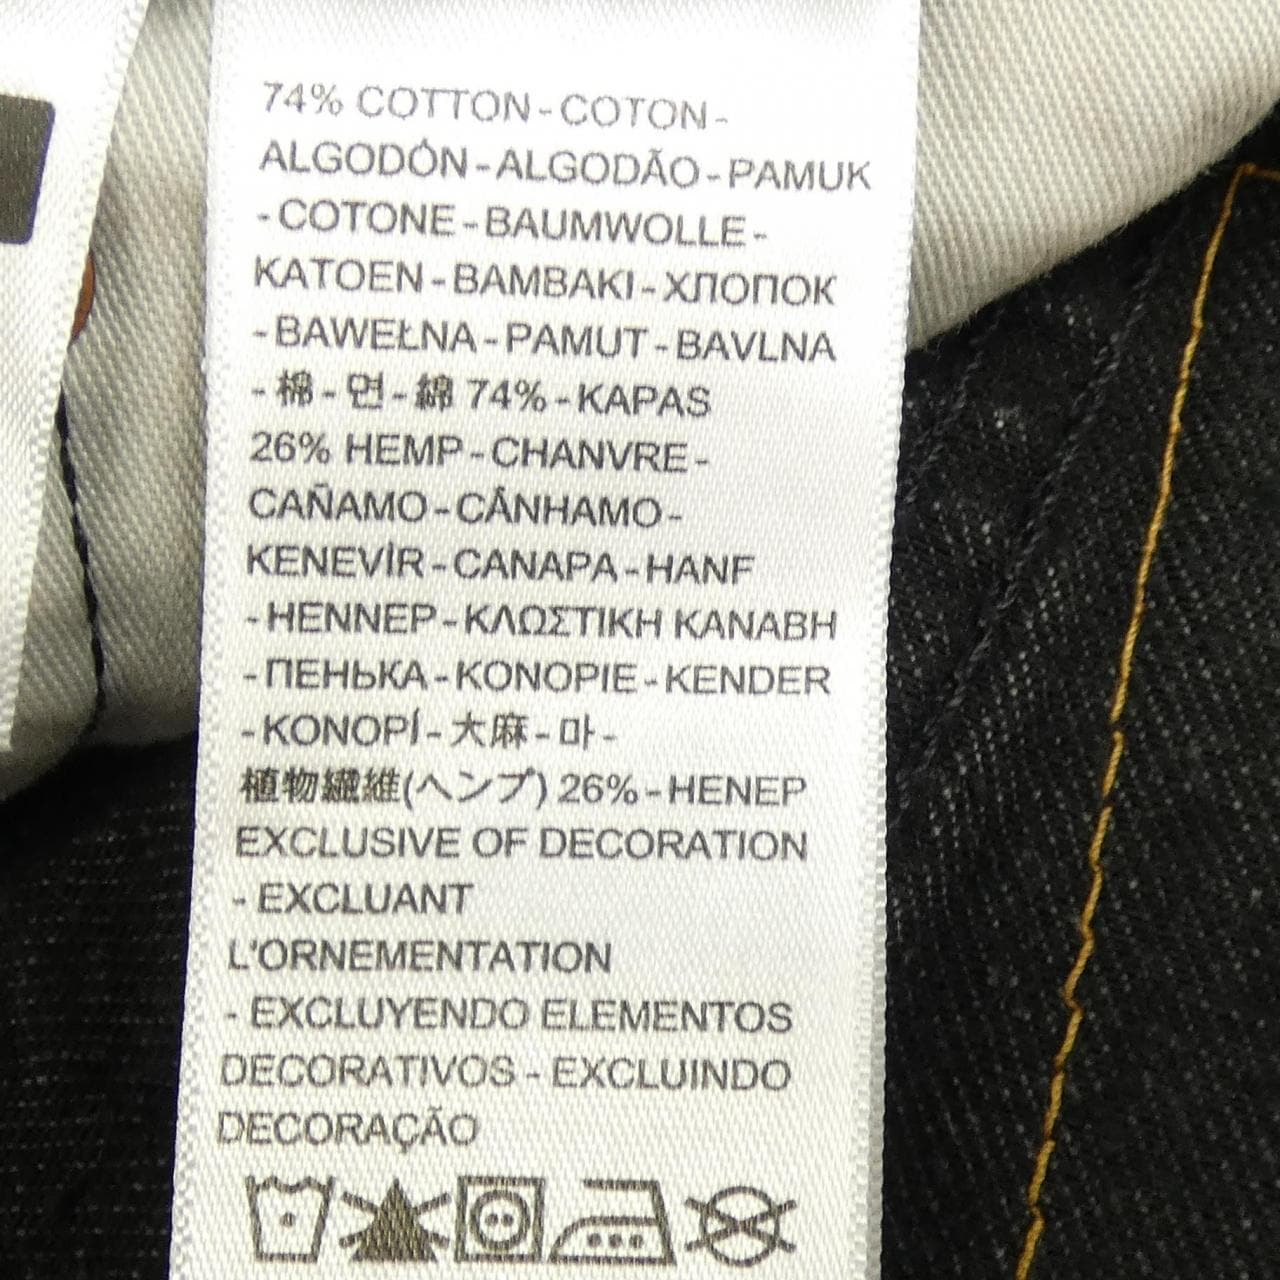 74% COTTON - COTON -
ALGODÓN - ALGODÃO - PAMUK
- COTONE - BAUMWOLLE -
KATOEN - BAMBAKI - ХЛОПОК
- BAWEŁNA - PAMUT - BAVLNA
- 棉 - 면 - 綿 74% - KAPAS
26% HEMP - CHANVRE -
CAÑAMO - CÂNHAMO -
KENEVİR - CANAPA - HANF
- HENNEP - ΚΛΩΣΤΙΚΗ ΚΑΝΑΒΗ
- ПЕНЬКА - KONOPIE - KENDER
- KONOPÍ - 大麻 - 마 -
植物繊維(ヘンプ) 26% - HENEP
EXCLUSIVE OF DECORATION
- EXCLUANT
L'ORNEMENTATION
- EXCLUYENDO ELEMENTOS
DECORATIVOS - EXCLUINDO
DECORAÇÃO